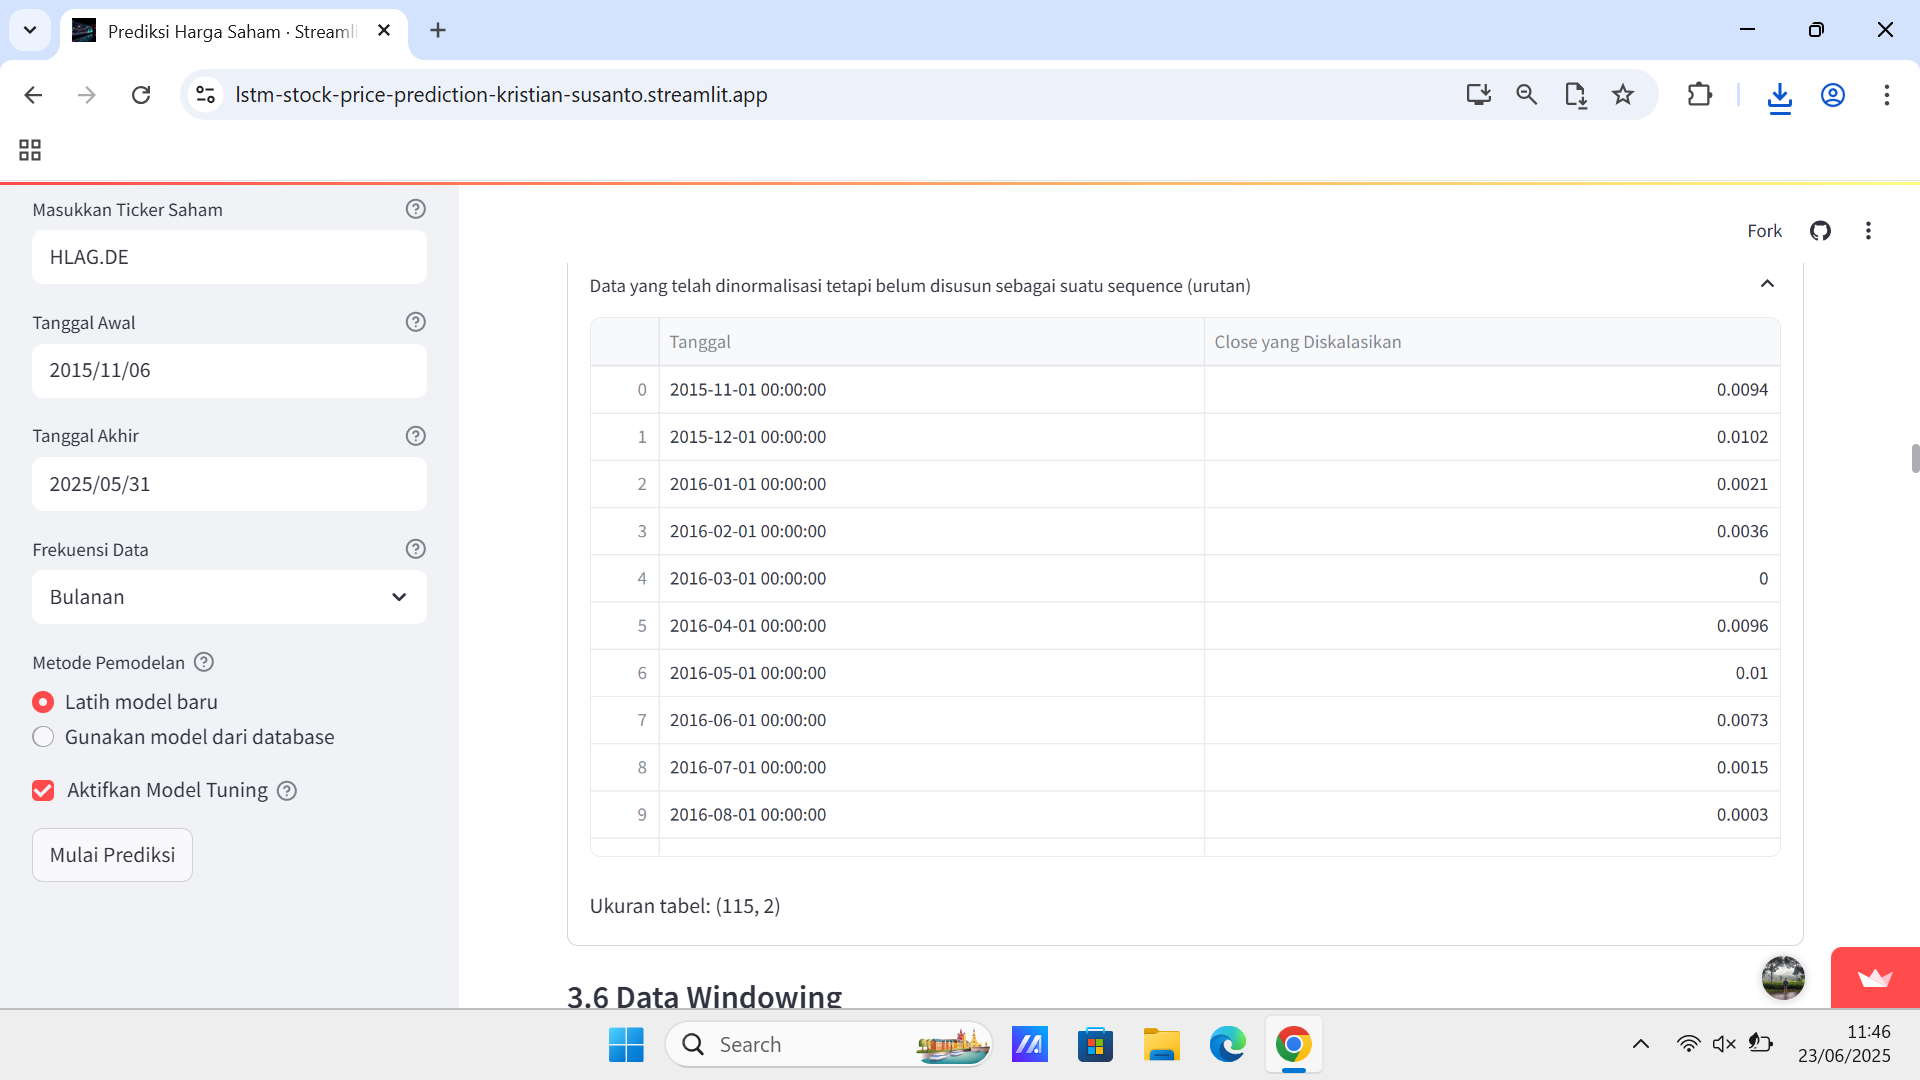 Prediksi Harga Saham · Streamli
lstm-stock-price-prediction-kristian-susanto.streamlit.app
Masukkan Ticker Saham
HLAG.DE
Tanggal Awal
2015/11/06
Tanggal Akhir
2025/05/31
Frekuensi Data
Bulanan
Metode Pemodelan
Latih model baru
Gunakan model dari database
Aktifkan Model Tuning
Mulai Prediksi
Fork
Data yang telah dinormalisasi tetapi belum disusun sebagai suatu sequence (urutan)
Tanggal Close yang Diskalasikan
0 2015-11-01 00:00:00 0.0094
1 2015-12-01 00:00:00 0.0102
2 2016-01-01 00:00:00 0.0021
3 2016-02-01 00:00:00 0.0036
4 2016-03-01 00:00:00 0
5 2016-04-01 00:00:00 0.0096
6 2016-05-01 00:00:00 0.01
7 2016-06-01 00:00:00 0.0073
8 2016-07-01 00:00:00 0.0015
9 2016-08-01 00:00:00 0.0003
Ukuran tabel: (115, 2)
3.6 Data Windowing
Search
11:46
23/06/2025